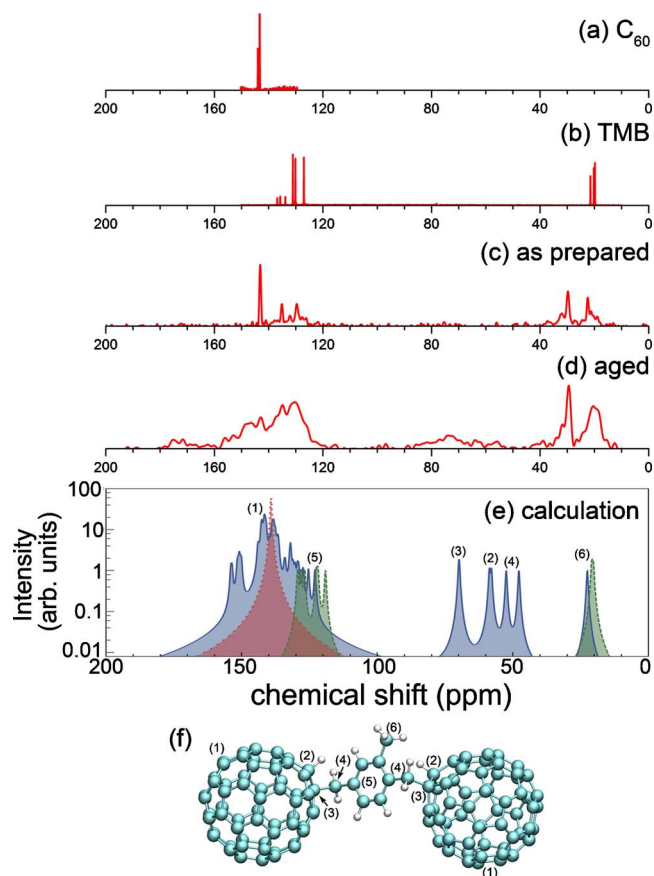 (a) C60
200 160 120 80 40 0
(b) TMB
200 160 120 80 40 0
(c) as prepared
200 160 120 80 40 0
(d) aged
200 160 120 80 40 0
100
10
1
0.1
0.01
Intensity
(arb. units)
(e) calculation
(1) (5) (3) (2) (4) (6)
200 150 100 50 0
chemical shift (ppm)
(f)
(6)
(1) (2) (4) (4) (2)
(5)
(3) (3)
(1)